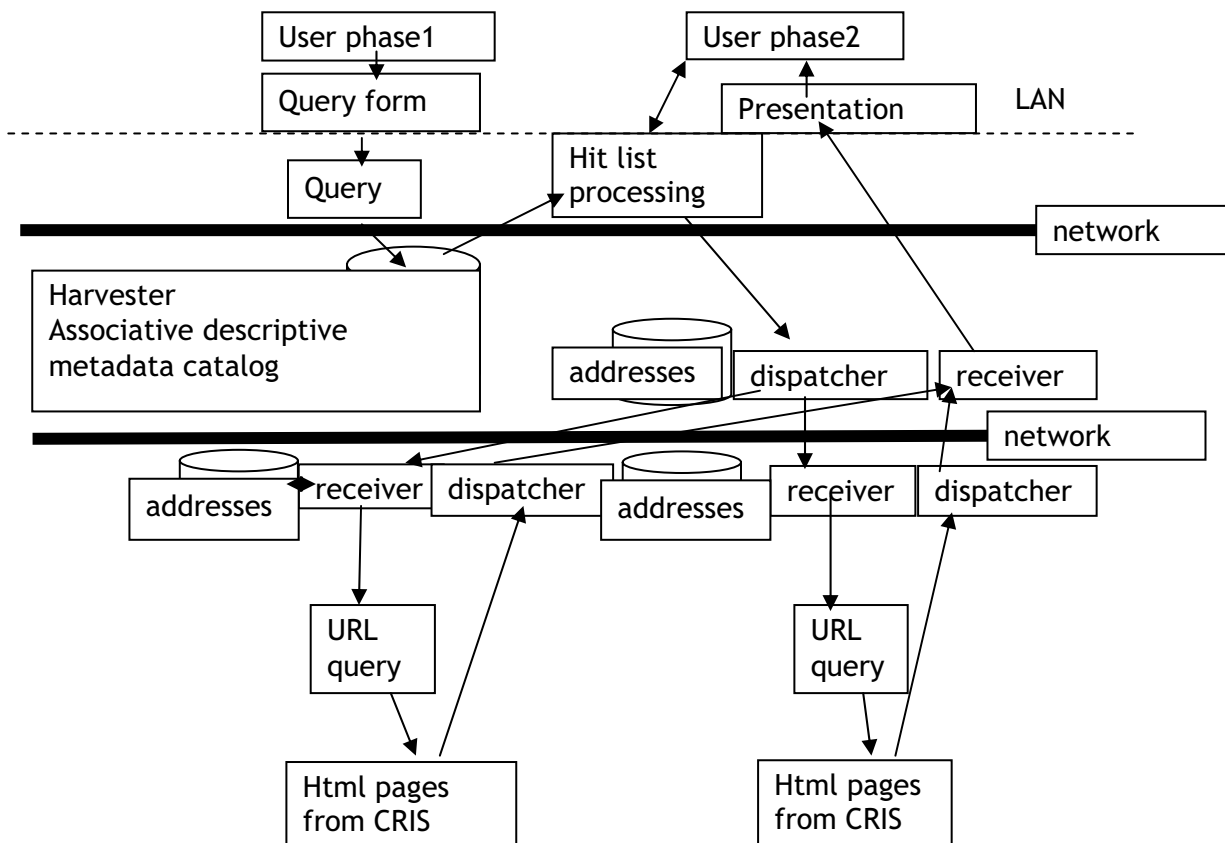 User phase1
User phase2
Query form
Presentation
LAN
Query
Hit list
processing
network
Harvester
Associative descriptive
metadata catalog
addresses
dispatcher
receiver
network
addresses
receiver
dispatcher
addresses
receiver
dispatcher
URL
query
URL
query
Html pages
from CRIS
Html pages
from CRIS